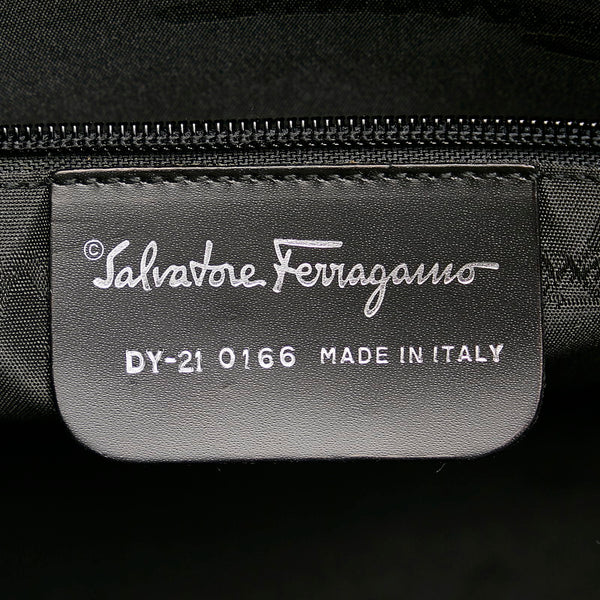 ©Salvatore Ferragamo
DY-21 0166 MADE IN ITALY